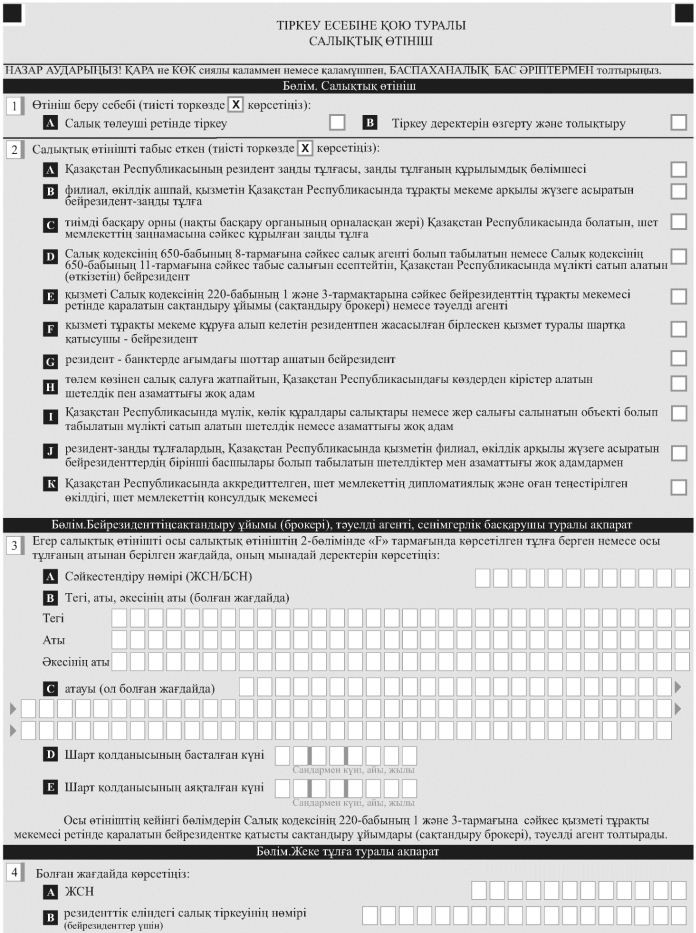 ТІРКЕУ ЕСЕБІНЕ ҚОЮ ТУРАЛЫ
САЛЫҚТЫҚ ӨТІНІШ
НАЗАР АУДАРЫҢЫЗ! ҚАРА не КӨК сиялы қаламмен немесе қаламұшпен, БАСПАХАНАЛЫҚ БАС ӘРІПТЕРМЕН толтырыңыз.
Бөлім. Салықтық өтініш
1 Өтініш беру себебі (тиісті торкөзде X көрсетіңіз):
A Салық төлеуші ретінде тіркеу B Тіркеу деректерін өзгерту және толықтыру
2 Салықтық өтінішті табыс еткен (тиісті торкөзде X көрсетіңіз):
A Қазақстан Республикасының резидент заңды тұлғасы, заңды тұлғаның құрылымдық бөлімшесі
B филиал, өкілдік ашпай, қызметін Қазақстан Республикасында тұрақты мекеме арқылы жүзеге асыратын
бейрезидент-заңды тұлға
C тиімді басқару орны (нақты басқару органының орналасқан жері) Қазақстан Республикасында болатын, шет
мемлекеттің заңнамасына сәйкес құрылған заңды тұлға
D Салық кодексінің 650-бабының 8-тармағына сәйкес салық агенті болып табылатын немесе Салық кодексінің
650-бабының 11-тармағына сәйкес табыс салығын есептейтін, Қазақстан Республикасында мүлікті сатып алатын
(өткізетін) бейрезидент
E қызметі Салық кодексінің 220-бабының 1 және 3-тармақтарына сәйкес бейрезиденттің тұрақты мекемесі
ретінде қаралатын сақтандыру ұйымы (сақтандыру брокері) немесе тәуелді агенті
F қызметі тұрақты мекеме құруға алып келетін резидентпен жасасылған бірлескен қызмет туралы шартқа
қатысушы - бейрезидент
G резидент - банктерде ағымдағы шоттар ашатын бейрезидент
H төлем көзінен салық салуға жатпайтын, Қазақстан Республикасындағы көздерден кірістер алатын
шетелдік пен азаматтығы жоқ адам
I Қазақстан Республикасында мүлік, көлік құралдары салықтары немесе жер салығы салынатын объекті болып
табылатын мүлікті сатып алатын шетелдік немесе азаматтығы жоқ адам
J резидент-заңды тұлғалардың, Қазақстан Республикасында қызметін филиал, өкілдік арқылы жүзеге асыратын
бейрезиденттердің бірінші басшылары болып табылатын шетелдіктер мен азаматтығы жоқ адамдармен
K Қазақстан Республикасында аккредиттелген, шет мемлекеттің дипломатиялық және оған теңестірілген
өкілдігі, шет мемлекеттің консулдық мекемесі
Бөлім.Бейрезиденттіңсақтандыру ұйымы (брокері), тәуелді агенті, сенімгерлік басқарушы туралы ақпарат
3 Егер салықтық өтінішті осы салықтық өтініштің 2-бөлімінде «F» тармағында көрсетілген тұлға берген немесе осы
тұлғаның атынан берілген жағдайда, оның мынадай деректерін көрсетіңіз:
A Сәйкестендіру нөмірі (ЖСН/БСН)
B Тегі, аты, әкесінің аты (болған жағдайда)
Тегі
Аты
Әкесінің аты
C атауы (ол болған жағдайда)
D Шарт қолданысының басталған күні
Сандармен күні, айы, жылы
E Шарт қолданысының аяқталған күні
Сандармен күні, айы, жылы
Осы өтініштің кейінгі бөлімдерін Салық кодексінің 220-бабының 1 және 3-тармағына сәйкес қызметі тұрақты
мекемесі ретінде қаралатын бейрезидентке қатысты сақтандыру ұйымдары (сақтандыру брокері), тәуелді агент толтырады.
Бөлім.Жеке тұлға туралы ақпарат
4 Болған жағдайда көрсетіңіз:
A ЖСН
B резиденттік еліндегі салық тіркеуінің нөмірі
(бейрезиденттер үшін)